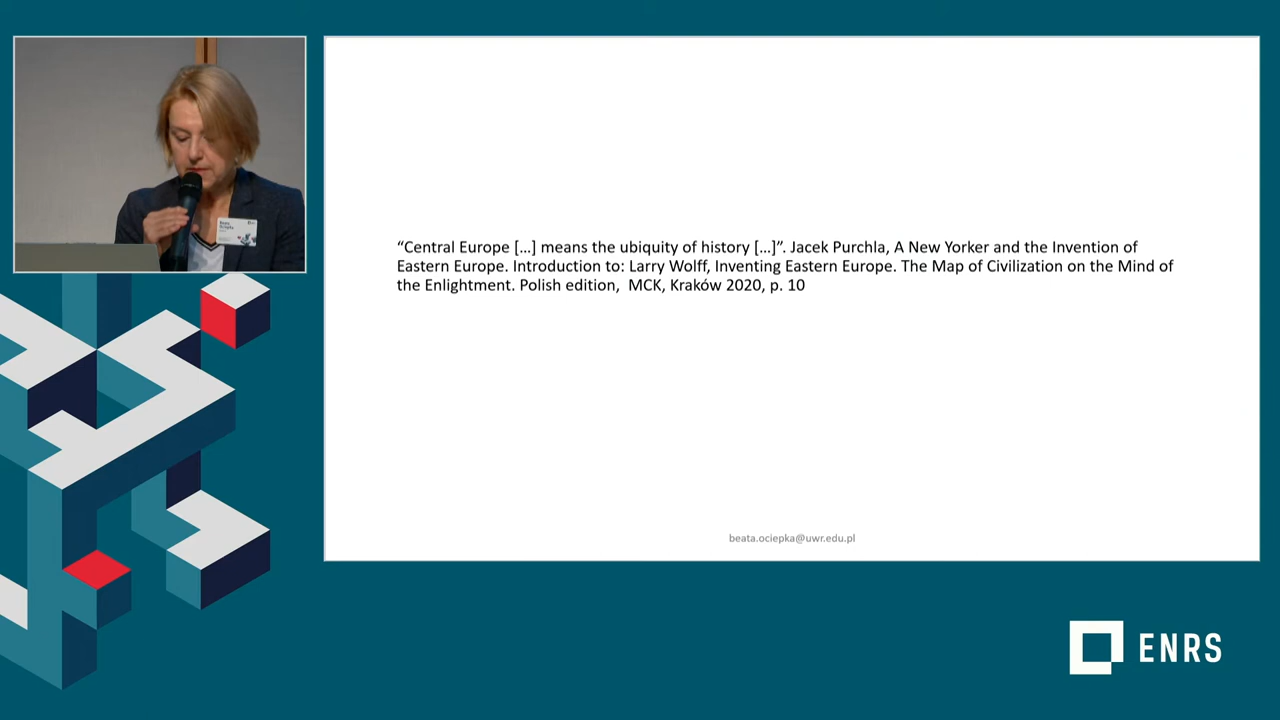 “Central Europe […] means the ubiquity of history […]”. Jacek Purchla, A New Yorker and the Invention of
Eastern Europe. Introduction to: Larry Wolff, Inventing Eastern Europe. The Map of Civilization on the Mind of
the Enlightment. Polish edition,  MCK, Kraków 2020, p. 10
beata.ociepka@uwr.edu.pl
ENRS